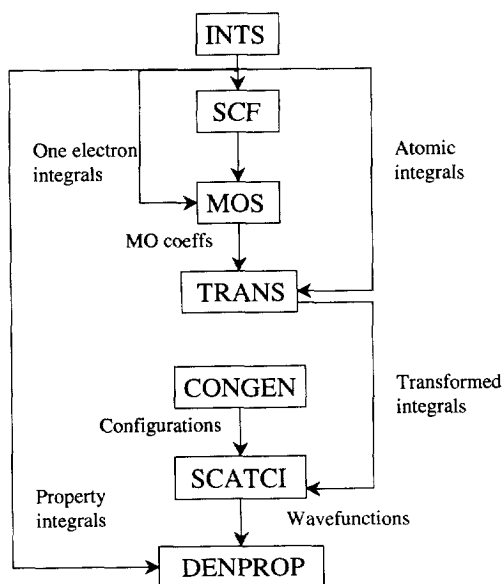 INTS
SCF
One electron
integrals
Atomic
integrals
MOS
MO coeffs
TRANS
CONGEN
Transformed
integrals
Configurations
SCATCI
Property
integrals
Wavefunctions
DENPROP